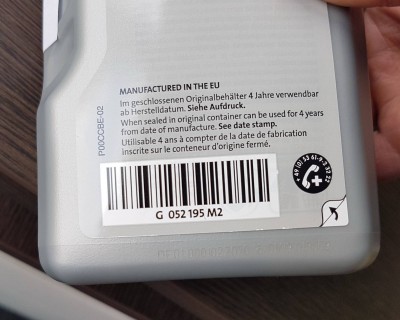 MANUFACTURED IN THE EU
Im geschlossenen Originalbehälter 4 Jahre verwendbar
ab Herstelldatum. Siehe Aufdruck.
When sealed in original container can be used for 4 years
from date of manufacture. See date stamp.
Utilisable 4 ans à compter de la date de fabrication
inscrite sur le conteneur d'origine fermé.
P00CCBE-02
G 052 195 M2